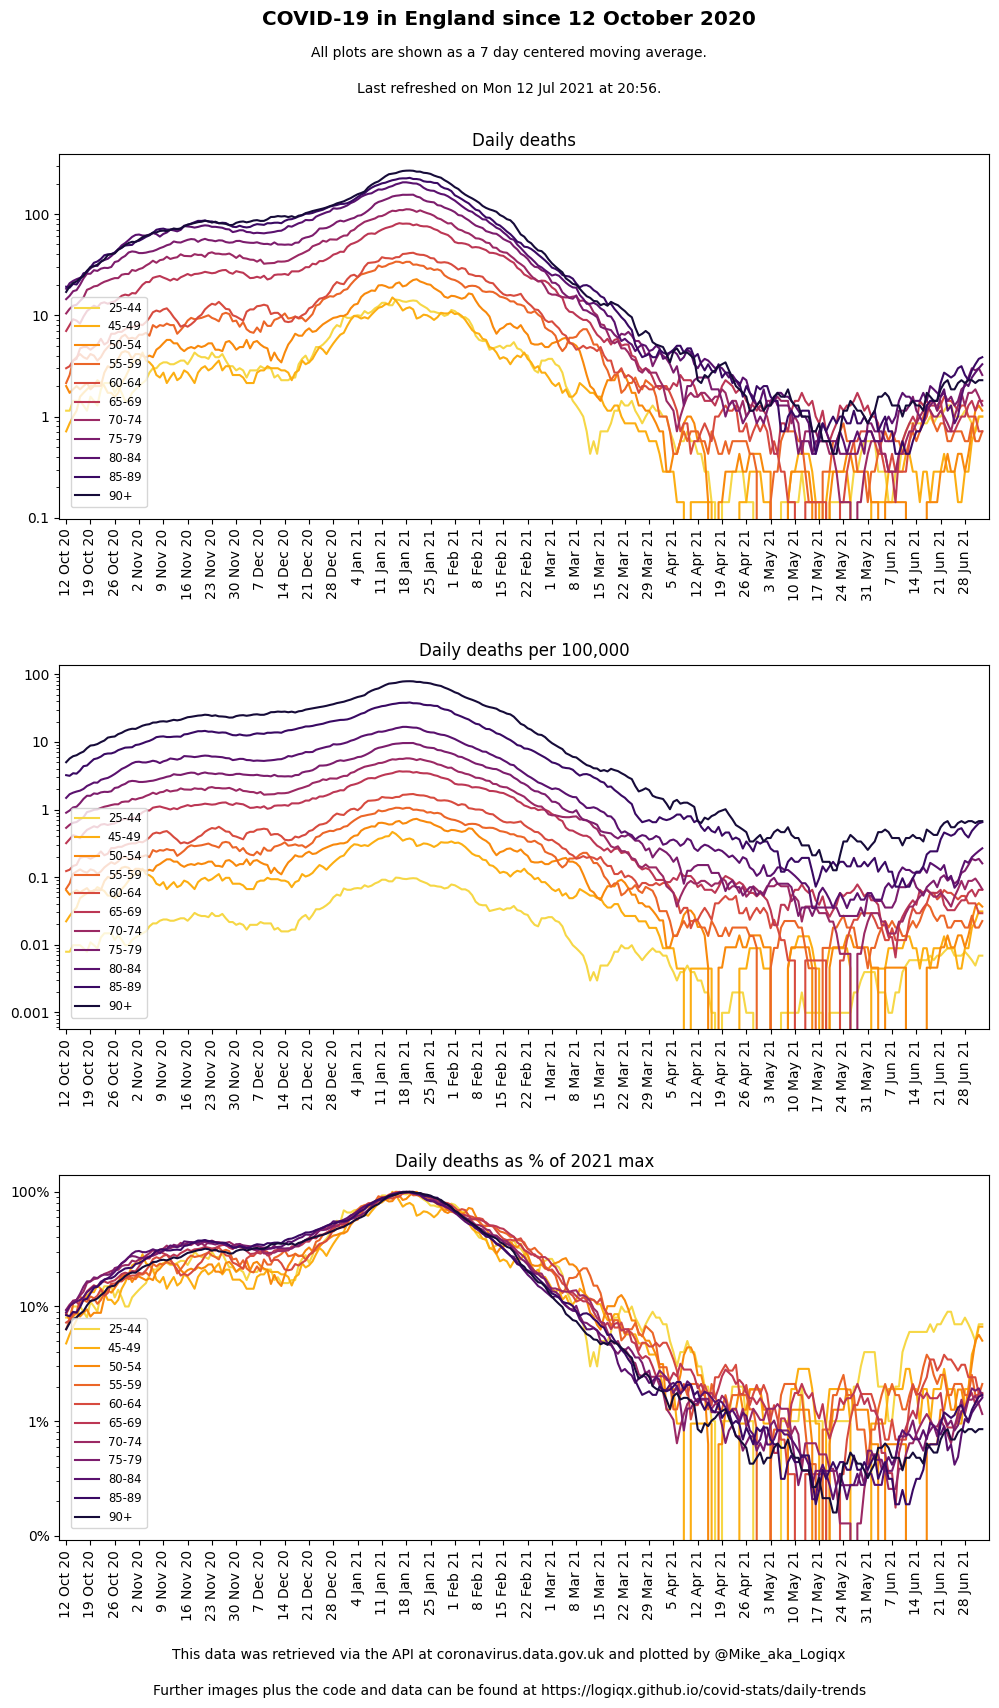 COVID-19 in England since 12 October 2020
All plots are shown as a 7 day centered moving average.
Last refreshed on Mon 12 Jul 2021 at 20:56.
Daily deaths
100
10
1
0.1
25-44
45-49
50-54
55-59
60-64
65-69
70-74
75-79
80-84
85-89
90+
12 Oct 20
19 Oct 20
26 Oct 20
2 Nov 20
9 Nov 20
16 Nov 20
23 Nov 20
30 Nov 20
7 Dec 20
14 Dec 20
21 Dec 20
28 Dec 20
4 Jan 21
11 Jan 21
18 Jan 21
25 Jan 21
1 Feb 21
8 Feb 21
15 Feb 21
22 Feb 21
1 Mar 21
8 Mar 21
15 Mar 21
22 Mar 21
29 Mar 21
5 Apr 21
12 Apr 21
19 Apr 21
26 Apr 21
3 May 21
10 May 21
17 May 21
24 May 21
31 May 21
7 Jun 21
14 Jun 21
21 Jun 21
28 Jun 21
Daily deaths per 100,000
100
10
1
0.1
0.01
0.001
25-44
45-49
50-54
55-59
60-64
65-69
70-74
75-79
80-84
85-89
90+
12 Oct 20
19 Oct 20
26 Oct 20
2 Nov 20
9 Nov 20
16 Nov 20
23 Nov 20
30 Nov 20
7 Dec 20
14 Dec 20
21 Dec 20
28 Dec 20
4 Jan 21
11 Jan 21
18 Jan 21
25 Jan 21
1 Feb 21
8 Feb 21
15 Feb 21
22 Feb 21
1 Mar 21
8 Mar 21
15 Mar 21
22 Mar 21
29 Mar 21
5 Apr 21
12 Apr 21
19 Apr 21
26 Apr 21
3 May 21
10 May 21
17 May 21
24 May 21
31 May 21
7 Jun 21
14 Jun 21
21 Jun 21
28 Jun 21
Daily deaths as % of 2021 max
100%
10%
1%
0%
25-44
45-49
50-54
55-59
60-64
65-69
70-74
75-79
80-84
85-89
90+
12 Oct 20
19 Oct 20
26 Oct 20
2 Nov 20
9 Nov 20
16 Nov 20
23 Nov 20
30 Nov 20
7 Dec 20
14 Dec 20
21 Dec 20
28 Dec 20
4 Jan 21
11 Jan 21
18 Jan 21
25 Jan 21
1 Feb 21
8 Feb 21
15 Feb 21
22 Feb 21
1 Mar 21
8 Mar 21
15 Mar 21
22 Mar 21
29 Mar 21
5 Apr 21
12 Apr 21
19 Apr 21
26 Apr 21
3 May 21
10 May 21
17 May 21
24 May 21
31 May 21
7 Jun 21
14 Jun 21
21 Jun 21
28 Jun 21
This data was retrieved via the API at coronavirus.data.gov.uk and plotted by @Mike_aka_Logiqx
Further images plus the code and data can be found at https://logiqx.github.io/covid-stats/daily-trends